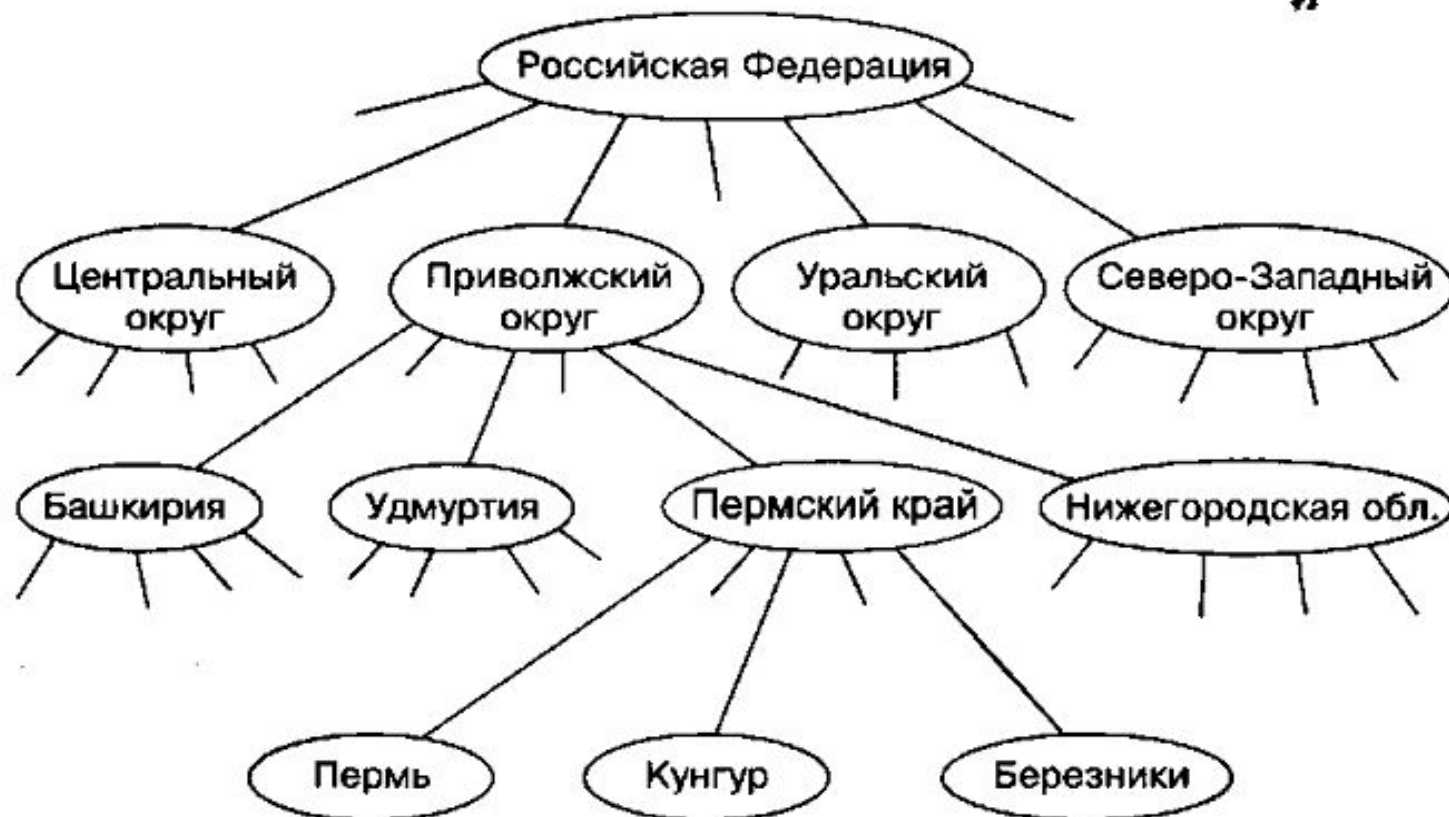 Российская Федерация
Центральный
округ
Приволжский
округ
Уральский
округ
Северо-Западный
округ
Башкирия
Удмуртия
Пермский край
Нижегородская обл.
Пермь
Кунгур
Березники